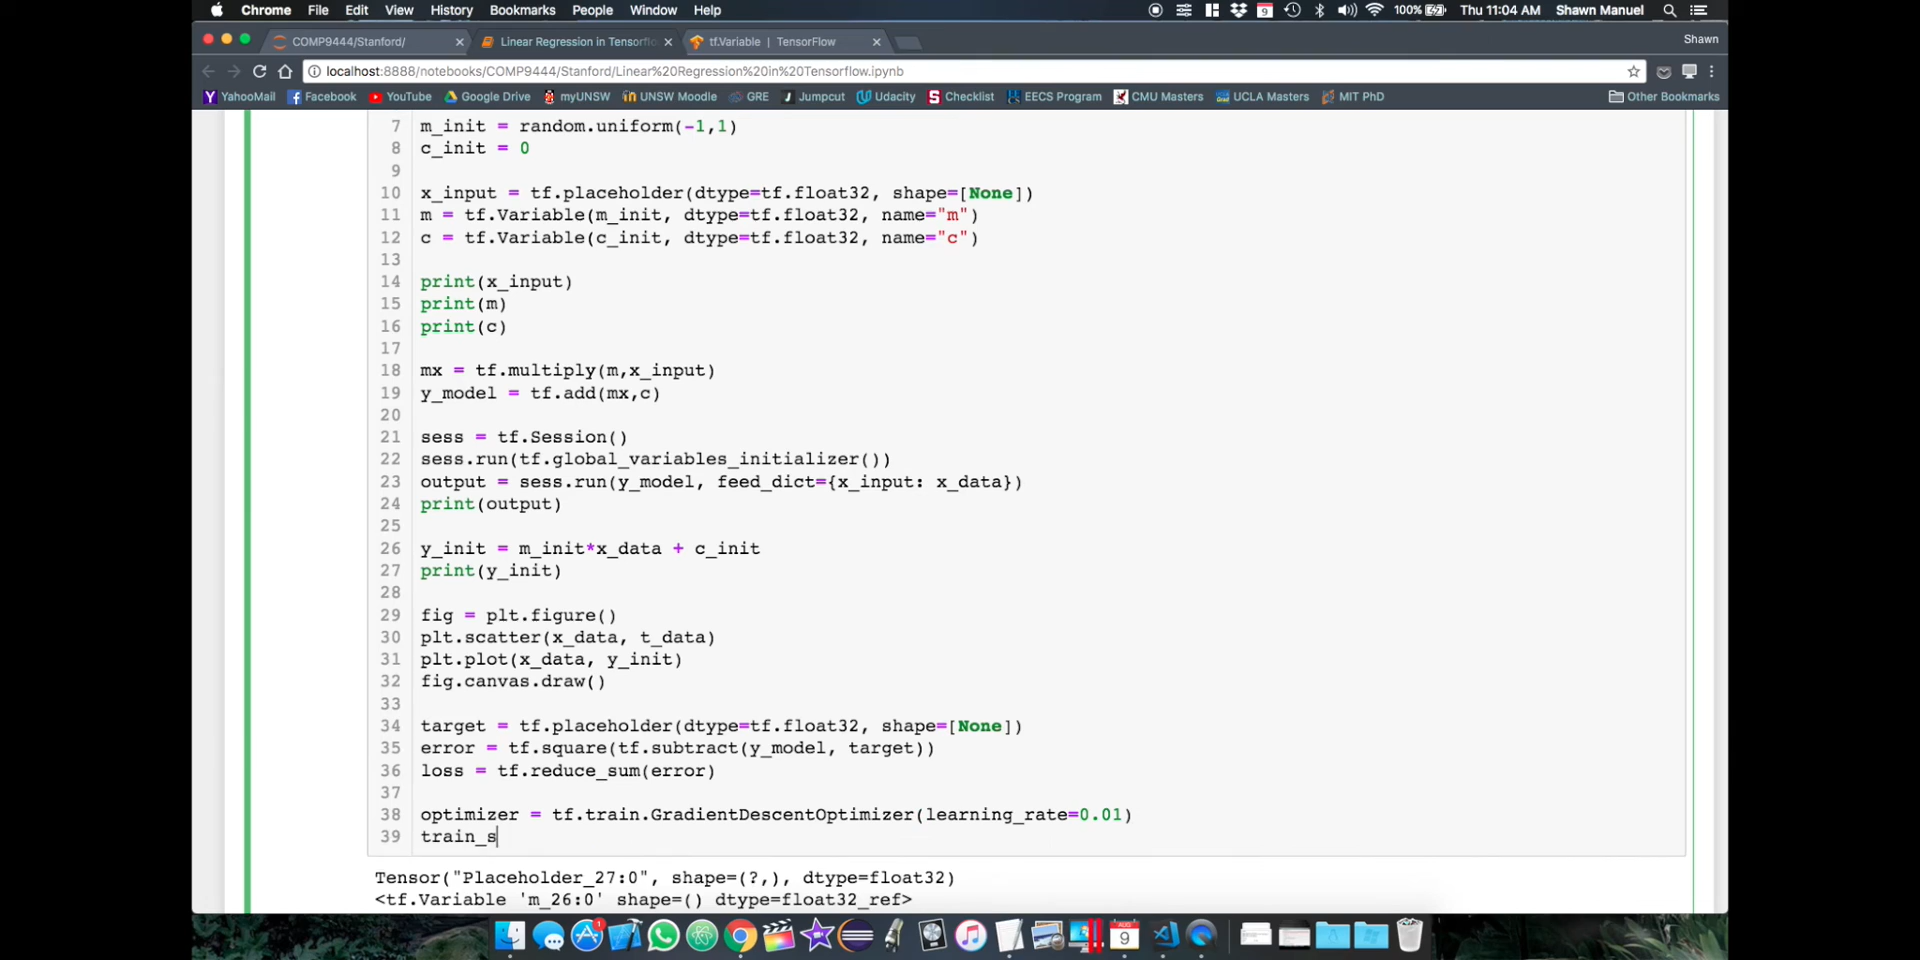 Chrome File Edit View History Bookmarks People Window Help 9 100% Thu 11:04 AM Shawn Manuel
COMP9444/Stanford/ Linear Regression in Tensorflo tf.Variable | TensorFlow Shawn
localhost:8888/notebooks/COMP9444/Stanford/Linear%20Regression%20in%20Tensorflow.ipynb
YahooMail Facebook YouTube Google Drive myUNSW UNSW Moodle GRE Jumpcut Udacity Checklist EECS Program CMU Masters UCLA Masters MIT PhD Other Bookmarks
7 m_init = random.uniform(-1,1)
8 c_init = 0
9
10 x_input = tf.placeholder(dtype=tf.float32, shape=[None])
11 m = tf.Variable(m_init, dtype=tf.float32, name="m")
12 c = tf.Variable(c_init, dtype=tf.float32, name="c")
13
14 print(x_input)
15 print(m)
16 print(c)
17
18 mx = tf.multiply(m,x_input)
19 y_model = tf.add(mx,c)
20
21 sess = tf.Session()
22 sess.run(tf.global_variables_initializer())
23 output = sess.run(y_model, feed_dict={x_input: x_data})
24 print(output)
25
26 y_init = m_init*x_data + c_init
27 print(y_init)
28
29 fig = plt.figure()
30 plt.scatter(x_data, t_data)
31 plt.plot(x_data, y_init)
32 fig.canvas.draw()
33
34 target = tf.placeholder(dtype=tf.float32, shape=[None])
35 error = tf.square(tf.subtract(y_model, target))
36 loss = tf.reduce_sum(error)
37
38 optimizer = tf.train.GradientDescentOptimizer(learning_rate=0.01)
39 train_s
Tensor("Placeholder_27:0", shape=(?,), dtype=float32)
<tf.Variable 'm_26:0' shape=() dtype=float32_ref>
1
AUG
9